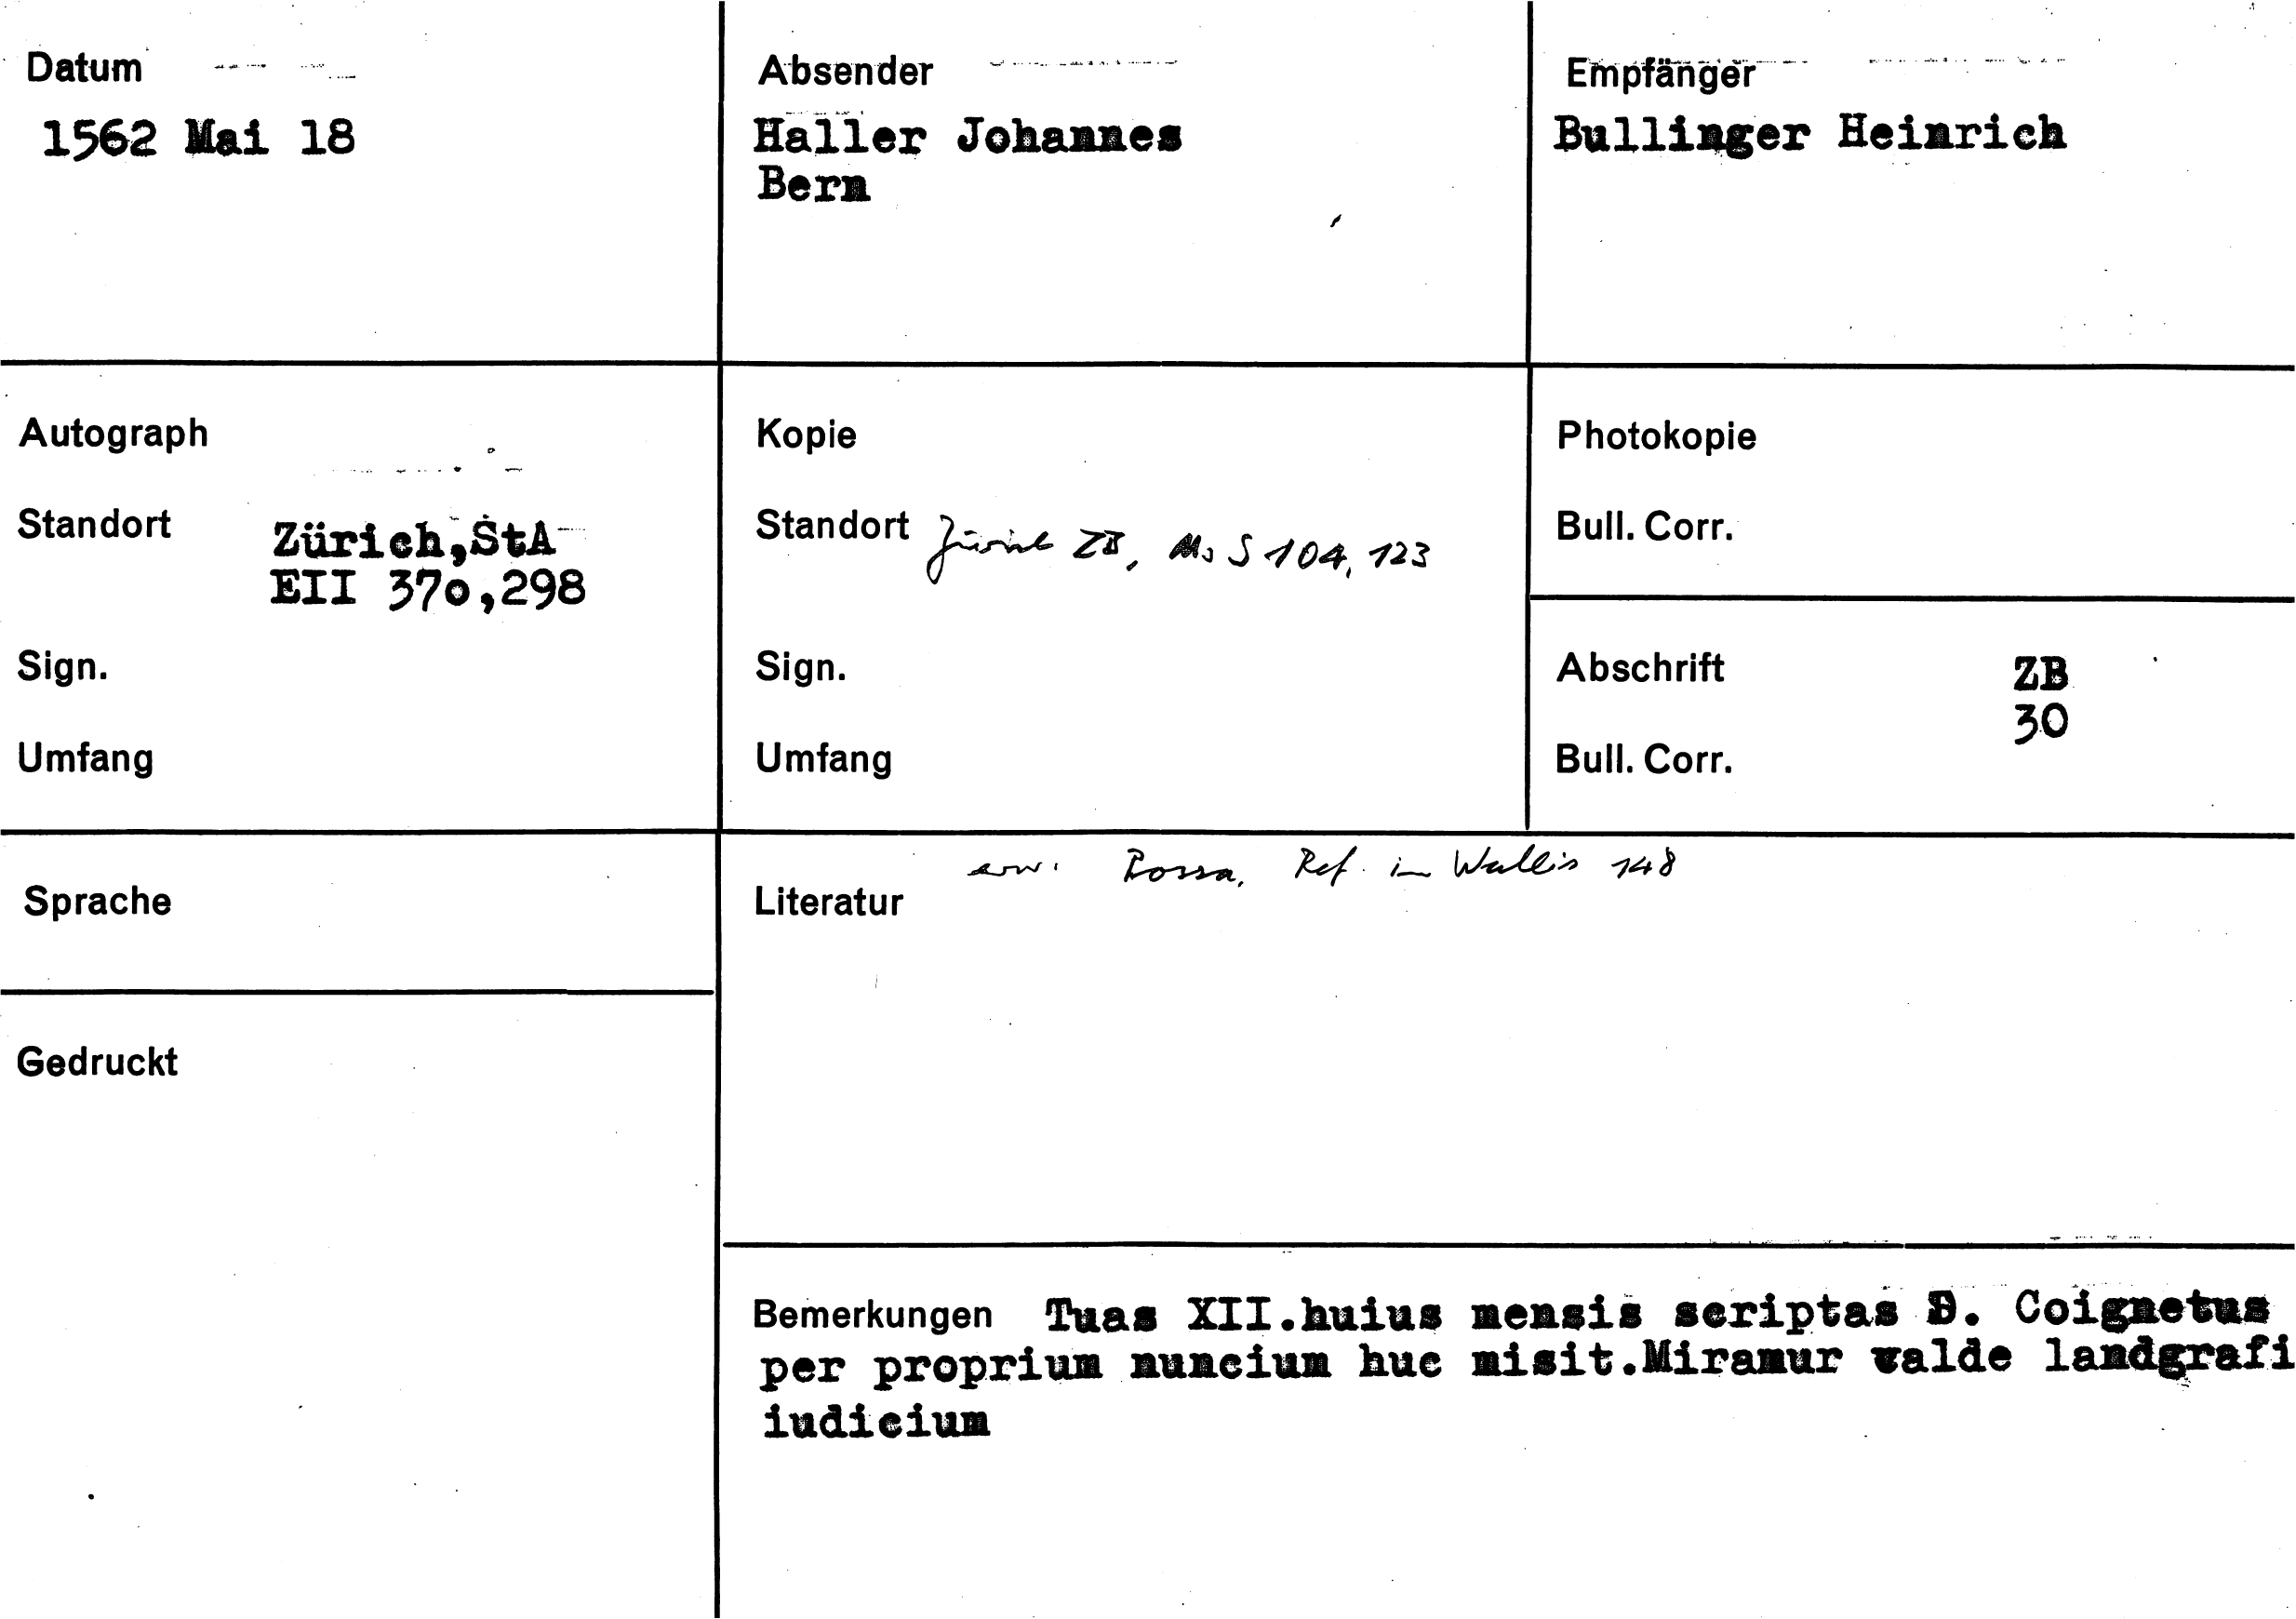 Datum
1562 Mai 18
Absender
Haller Johannes
Bern
Empfänger
Bullinger Heinrich
Autograph
Standort Zürich,StA
EII 370,298
Sign.
Umfang
Kopie
Standort Zürich ZB, Ms S 104, 123
Sign.
Umfang
Photokopie
Bull. Corr.
Abschrift ZB
30
Bull. Corr.
Sprache
Gedruckt
erw. Possa, Ref. im Wallis 148
Literatur
Bemerkungen Tuas XII.huius mensis scriptas D. Coignetus
per proprium nuncium huc misit.Miramur valde landgrafi
iudicium